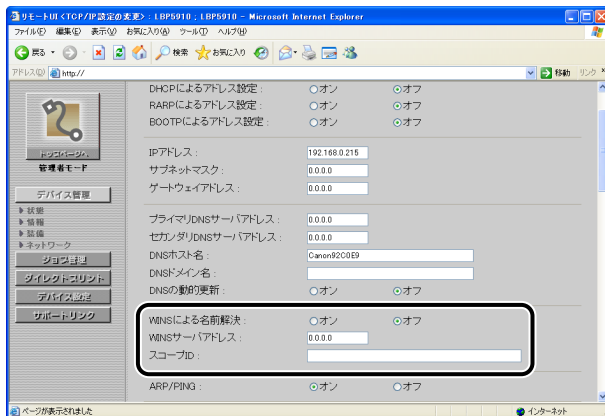 リモートUI <TCP/IP設定の変更> : LBP5910 ; LBP5910 - Microsoft Internet Explorer
ファイル(F) 編集(E) 表示(V) お気に入り(A) ツール(T) ヘルプ(H)
戻る 検索 お気に入り
アドレス(D) http:// 移動 リンク
トップページへ
管理者モード
デバイス管理
状態
情報
装備
ネットワーク
ジョブ管理
ダイレクトプリント
デバイス設定
サポートリンク
DHCPによるアドレス設定 : オン オフ
RARPによるアドレス設定 : オン オフ
BOOTPによるアドレス設定 : オン オフ
IPアドレス : 192.168.0.215
サブネットマスク : 0.0.0.0
ゲートウェイアドレス : 0.0.0.0
プライマリDNSサーバアドレス : 0.0.0.0
セカンダリDNSサーバアドレス : 0.0.0.0
DNSホスト名 : Canon92C0E9
DNSドメイン名 :
DNSの動的更新 : オン オフ
WINSによる名前解決 : オン オフ
WINSサーバアドレス : 0.0.0.0
スコープID :
ARP/PING : オン オフ
ページが表示されました インターネット